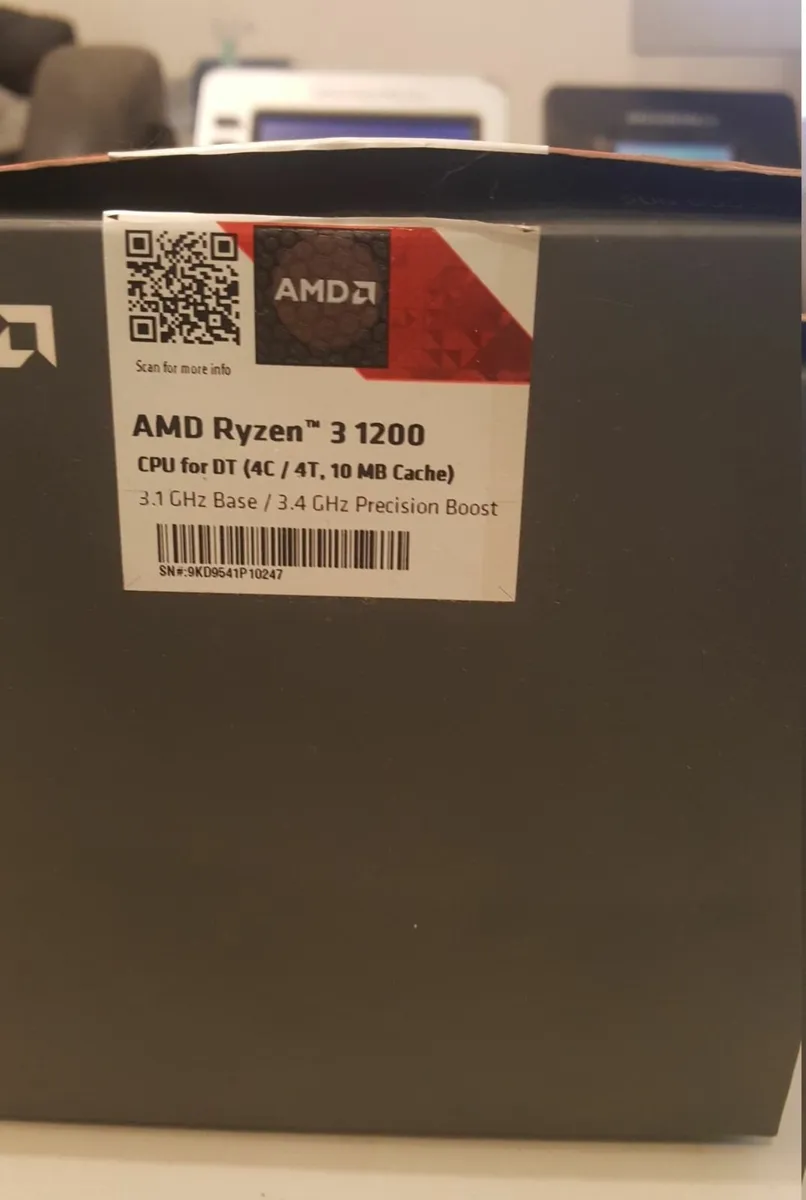 AMD
Scan for more info
AMD Ryzen™ 3 1200
CPU for DT (4C / 4T, 10 MB Cache)
3.1 GHz Base / 3.4 GHz Precision Boost
SN#:9KD9541P10247